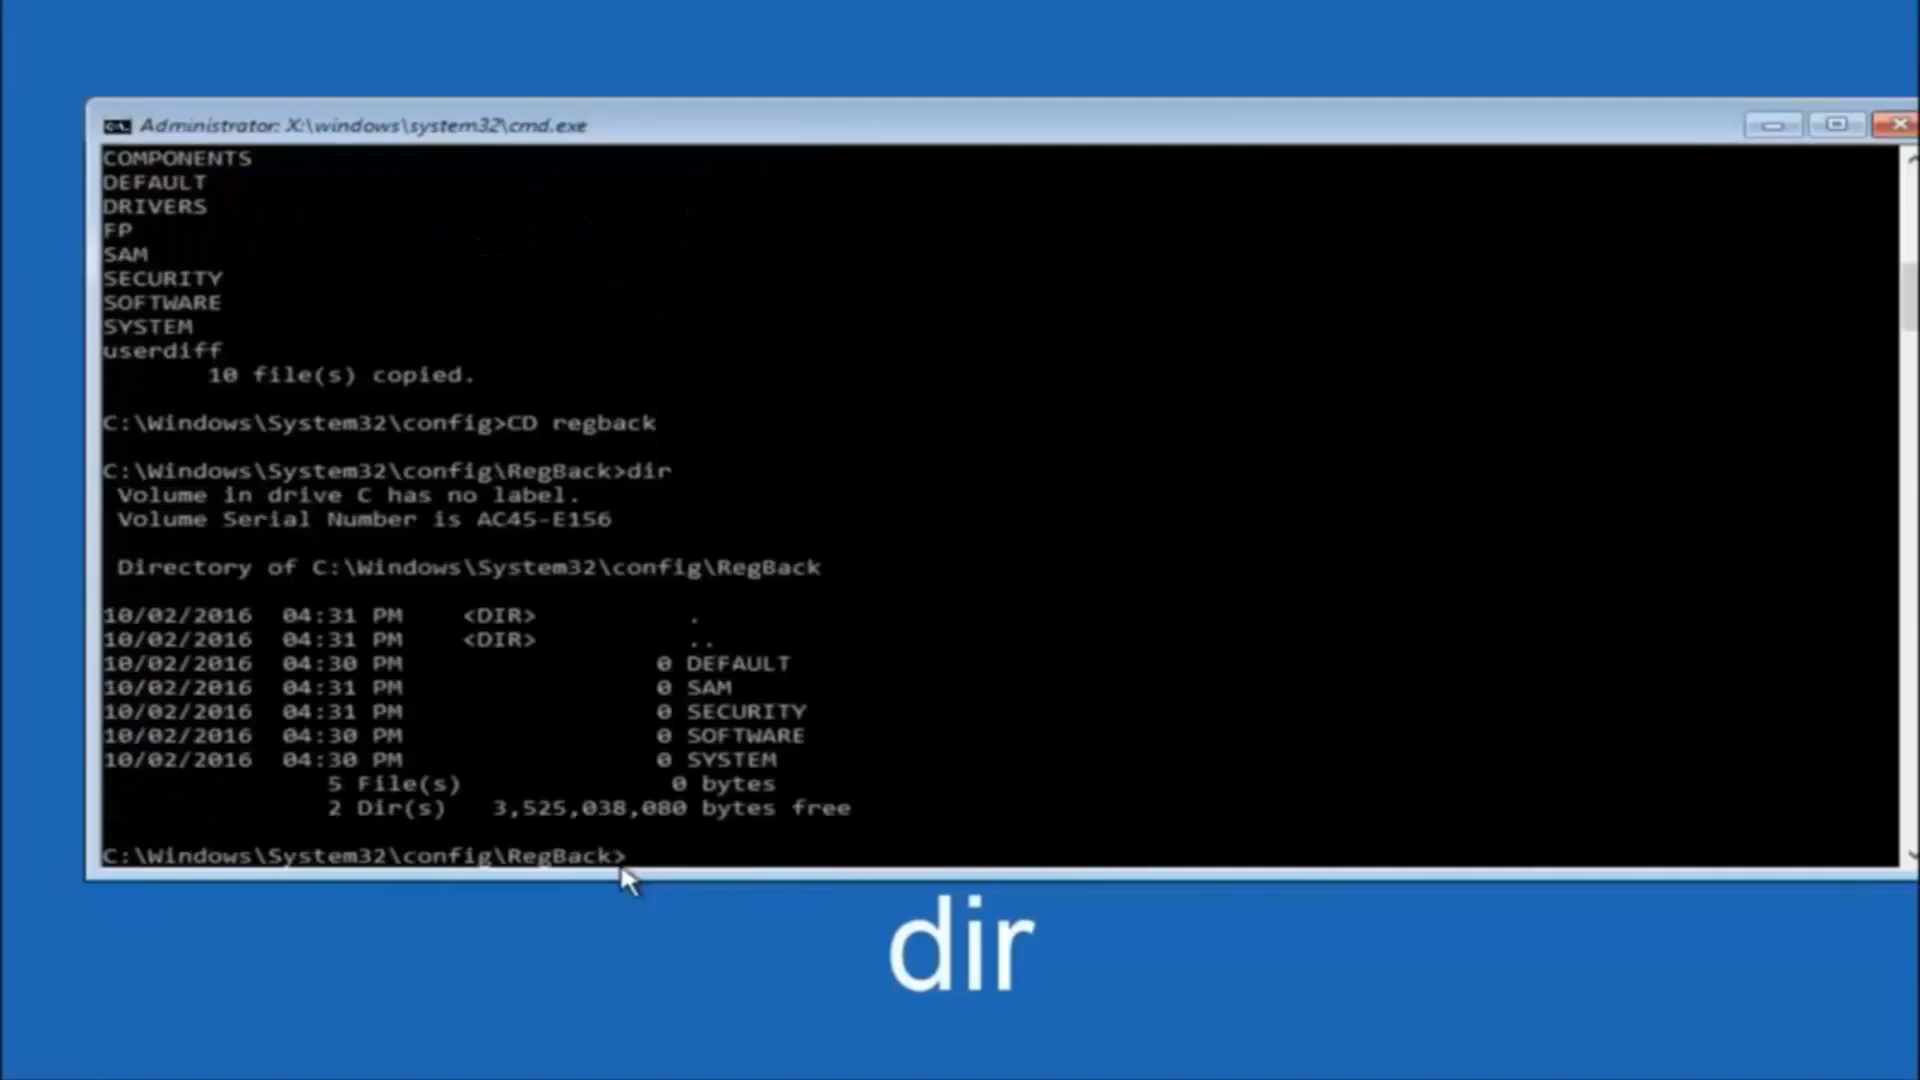 Administrator: X:\windows\system32\cmd.exe
COMPONENTS
DEFAULT
DRIVERS
FP
SAM
SECURITY
SOFTWARE
SYSTEM
userdiff
10 file(s) copied.
C:\Windows\System32\config>CD regback
C:\Windows\System32\config\RegBack>dir
Volume in drive C has no label.
Volume Serial Number is AC45-E156
Directory of C:\Windows\System32\config\RegBack
10/02/2016 04:31 PM <DIR> .
10/02/2016 04:31 PM <DIR> ..
10/02/2016 04:30 PM 0 DEFAULT
10/02/2016 04:31 PM 0 SAM
10/02/2016 04:31 PM 0 SECURITY
10/02/2016 04:30 PM 0 SOFTWARE
10/02/2016 04:30 PM 0 SYSTEM
5 File(s) 0 bytes
2 Dir(s) 3,525,038,080 bytes free
C:\Windows\System32\config\RegBack>
dir